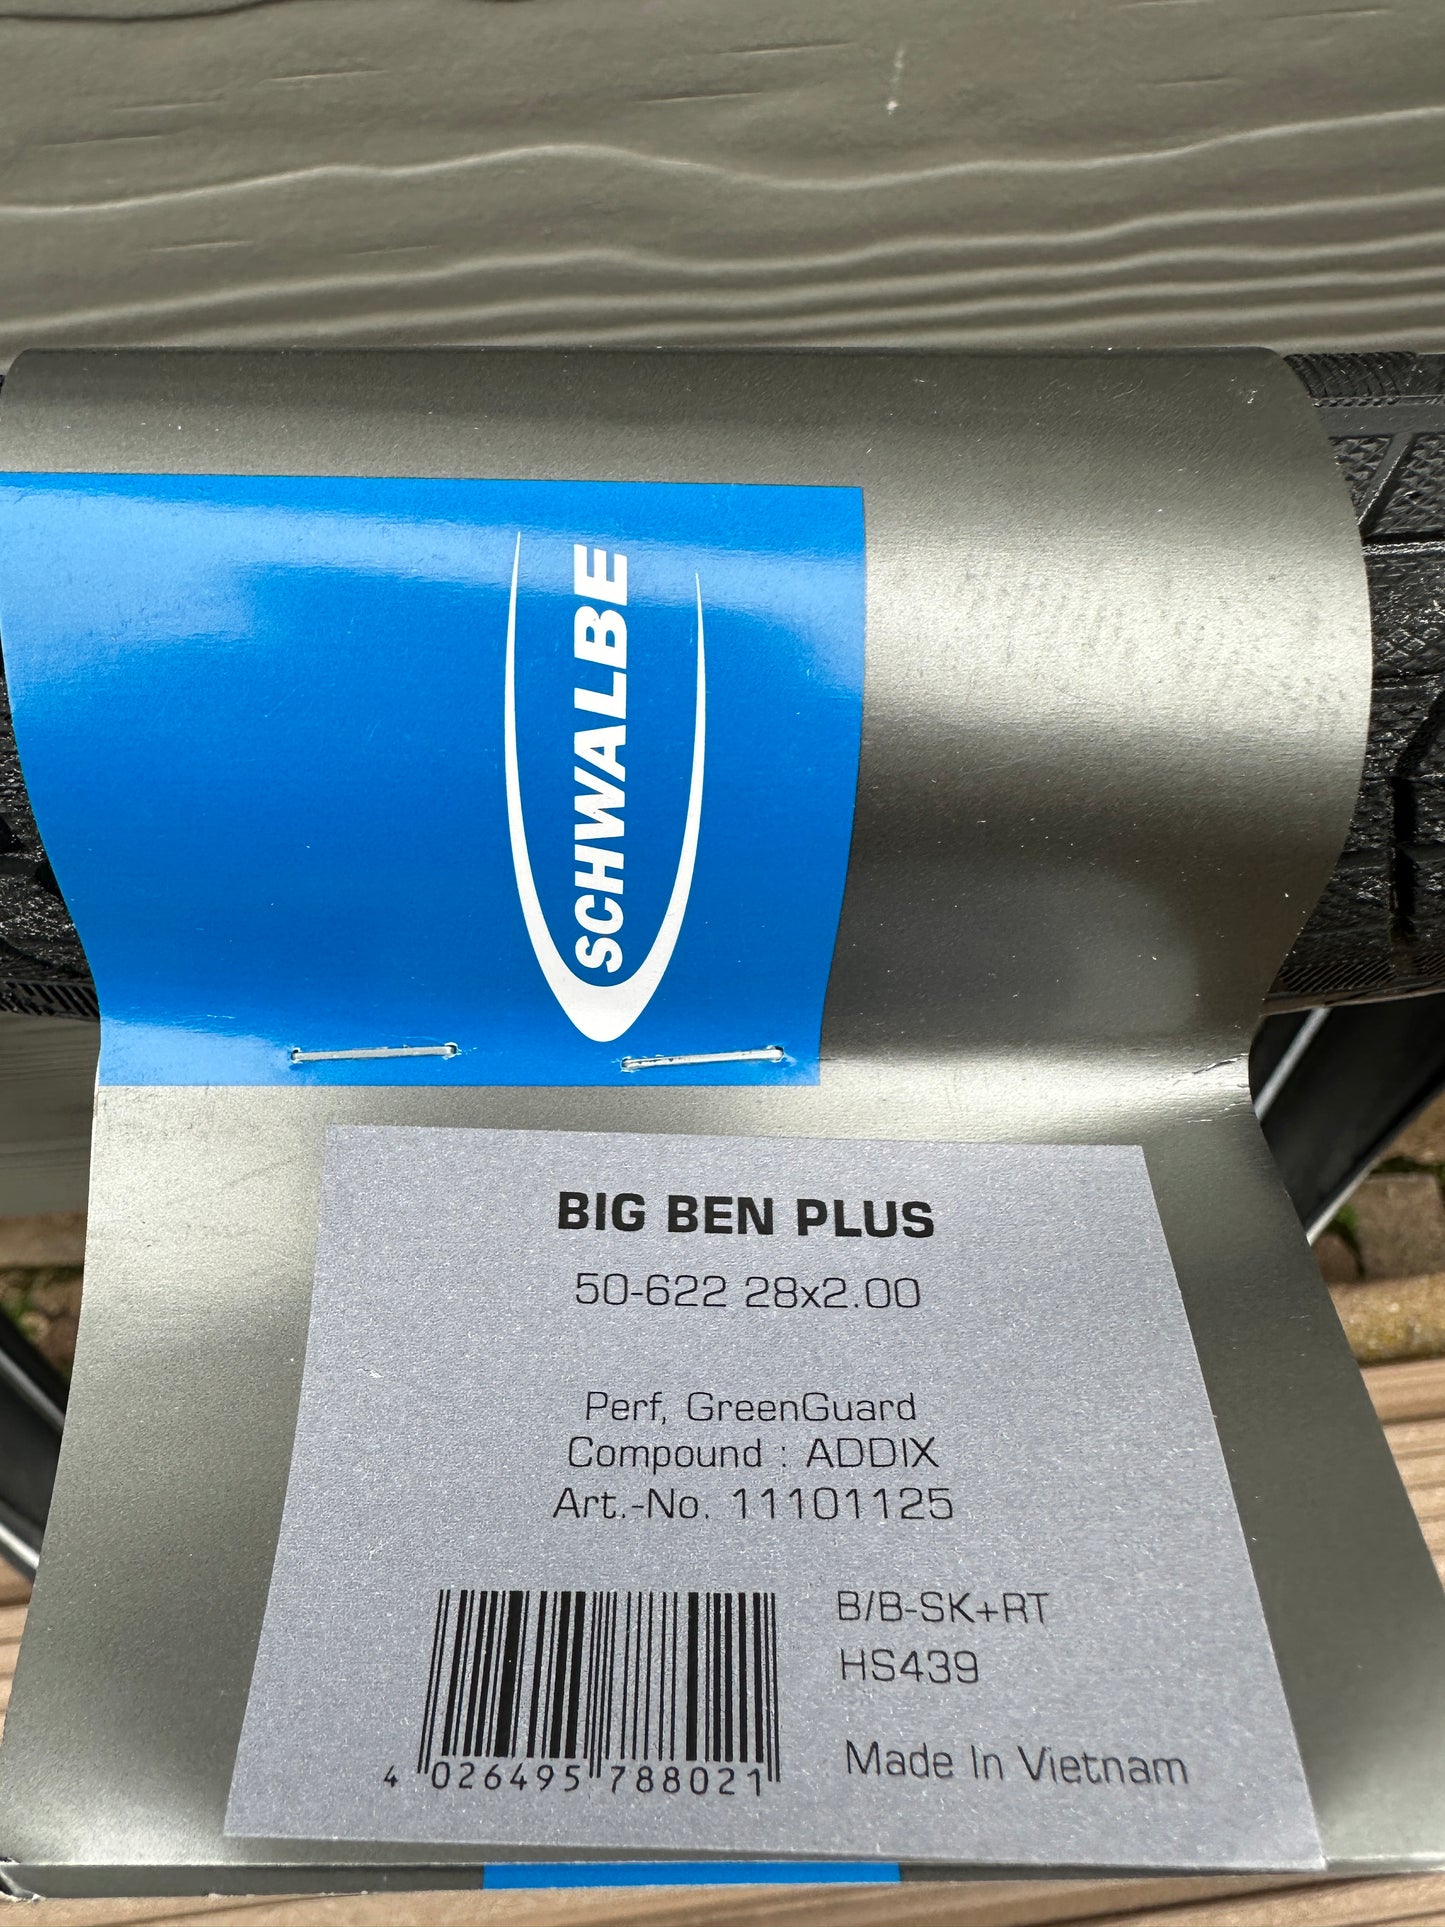 SCHWALBE
BIG BEN PLUS
50-622 28x2.00
Perf, GreenGuard
Compound : ADDIX
Art.-No. 11101125
B/B-SK+RT
HS439
Made In Vietnam
4 026495 788021